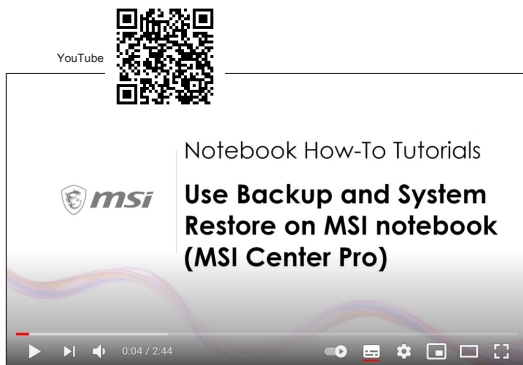 YouTube
Notebook How-To Tutorials
msi
Use Backup and System
Restore on MSI notebook
(MSI Center Pro)
0:04 / 2:44